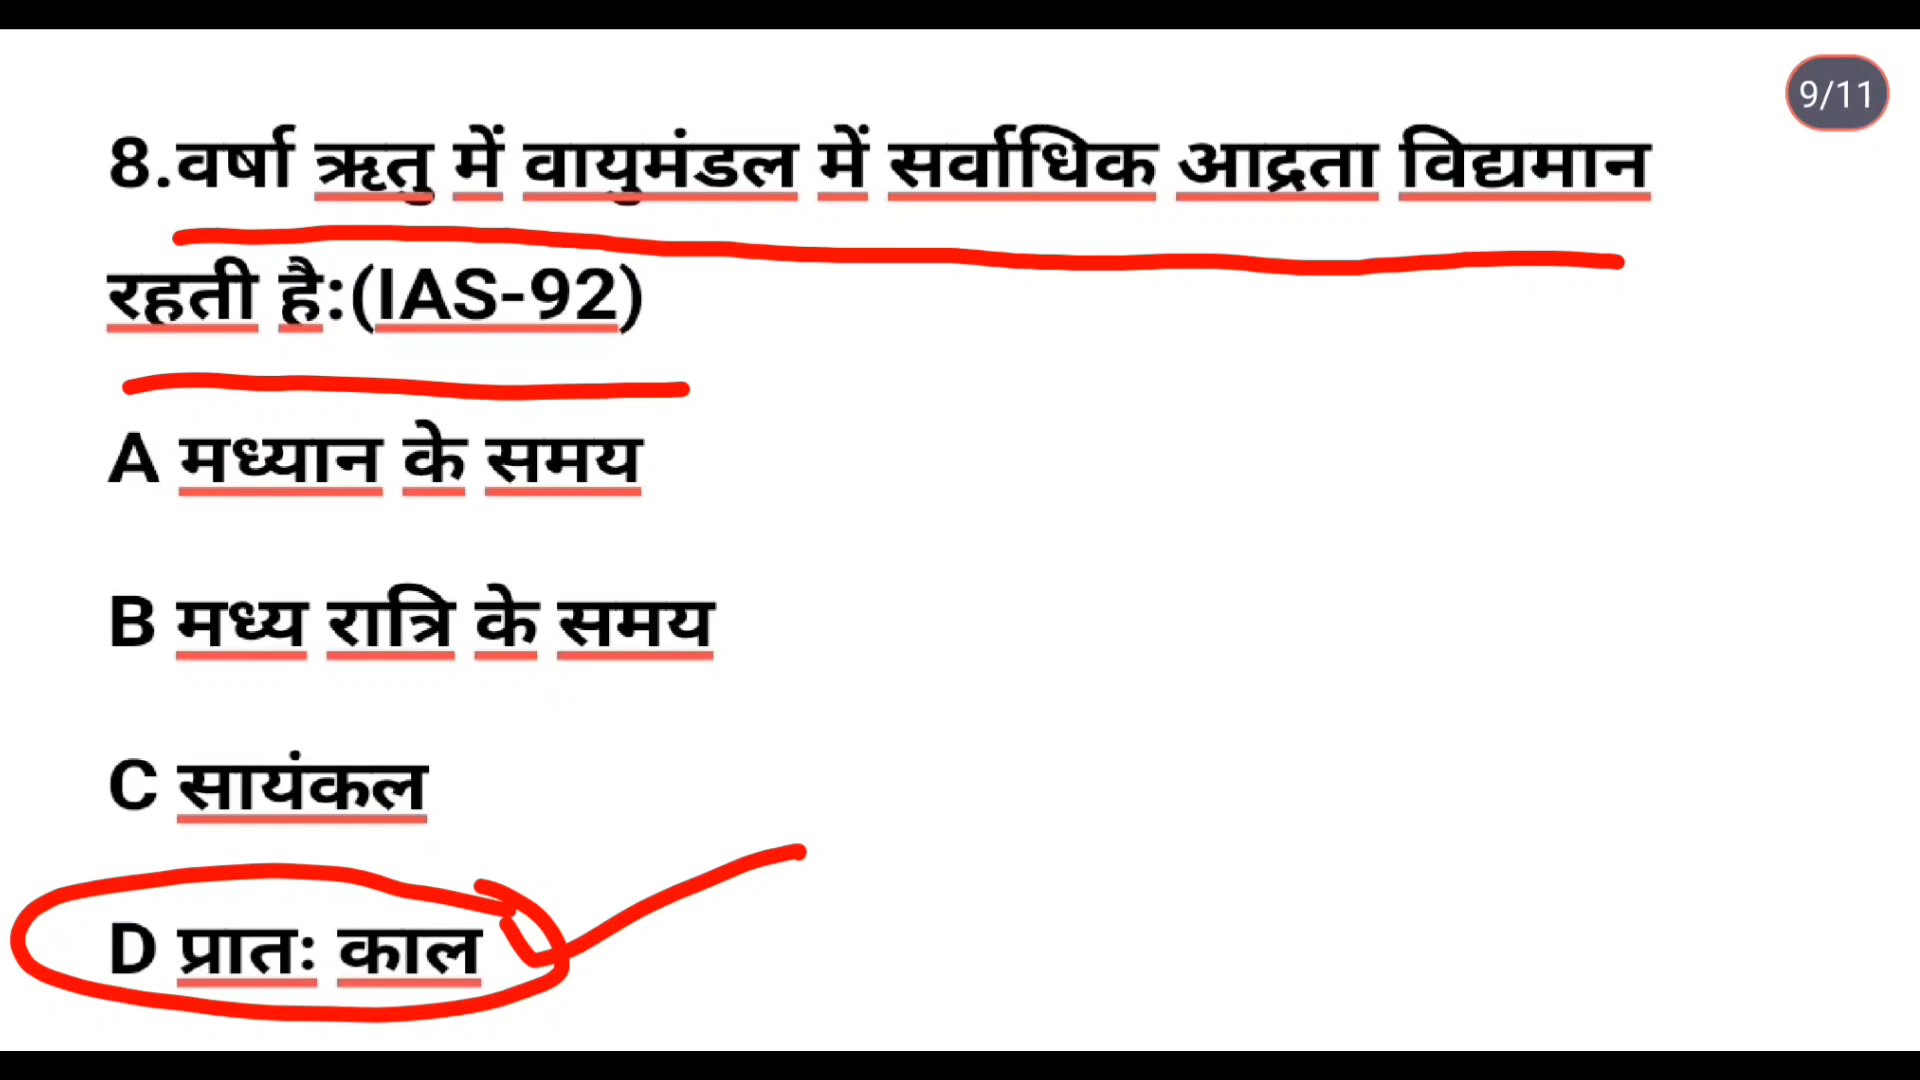 9/11
8.वर्षा ऋतु में वायुमंडल में सर्वाधिक आद्रता विद्यमान
रहती है:(IAS-92)
A मध्यान के समय
B मध्य रात्रि के समय
C सायंकल
D प्रातः काल